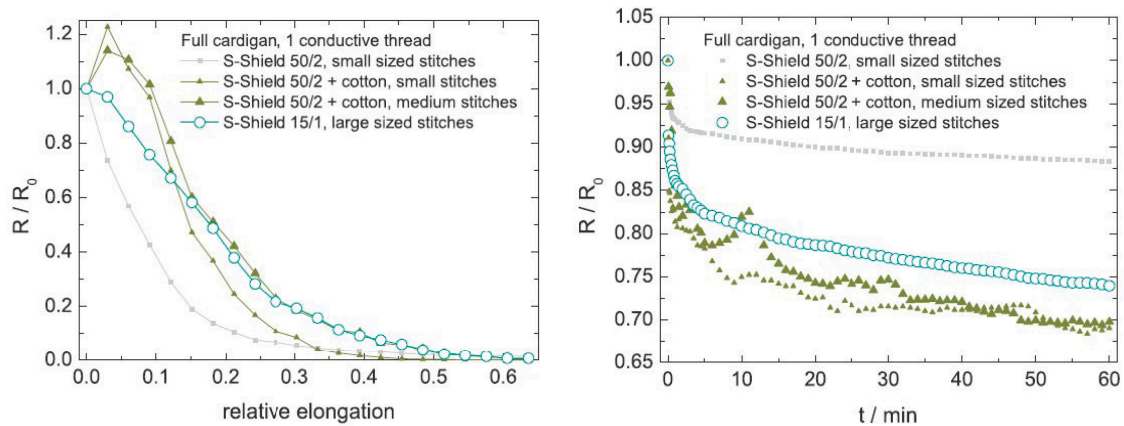 1.2
1.0
0.8
0.6
0.4
0.2
0.0
R / R0
Full cardigan, 1 conductive thread
S-Shield 50/2, small sized stitches
S-Shield 50/2 + cotton, small stitches
S-Shield 50/2 + cotton, medium stitches
S-Shield 15/1, large sized stitches
0.0 0.1 0.2 0.3 0.4 0.5 0.6
relative elongation
1.05
1.00
0.95
0.90
0.85
0.80
0.75
0.70
0.65
R / R0
Full cardigan, 1 conductive thread
S-Shield 50/2, small sized stitches
S-Shield 50/2 + cotton, small sized stitches
S-Shield 50/2 + cotton, medium sized stitches
S-Shield 15/1, large sized stitches
0 10 20 30 40 50 60
t / min